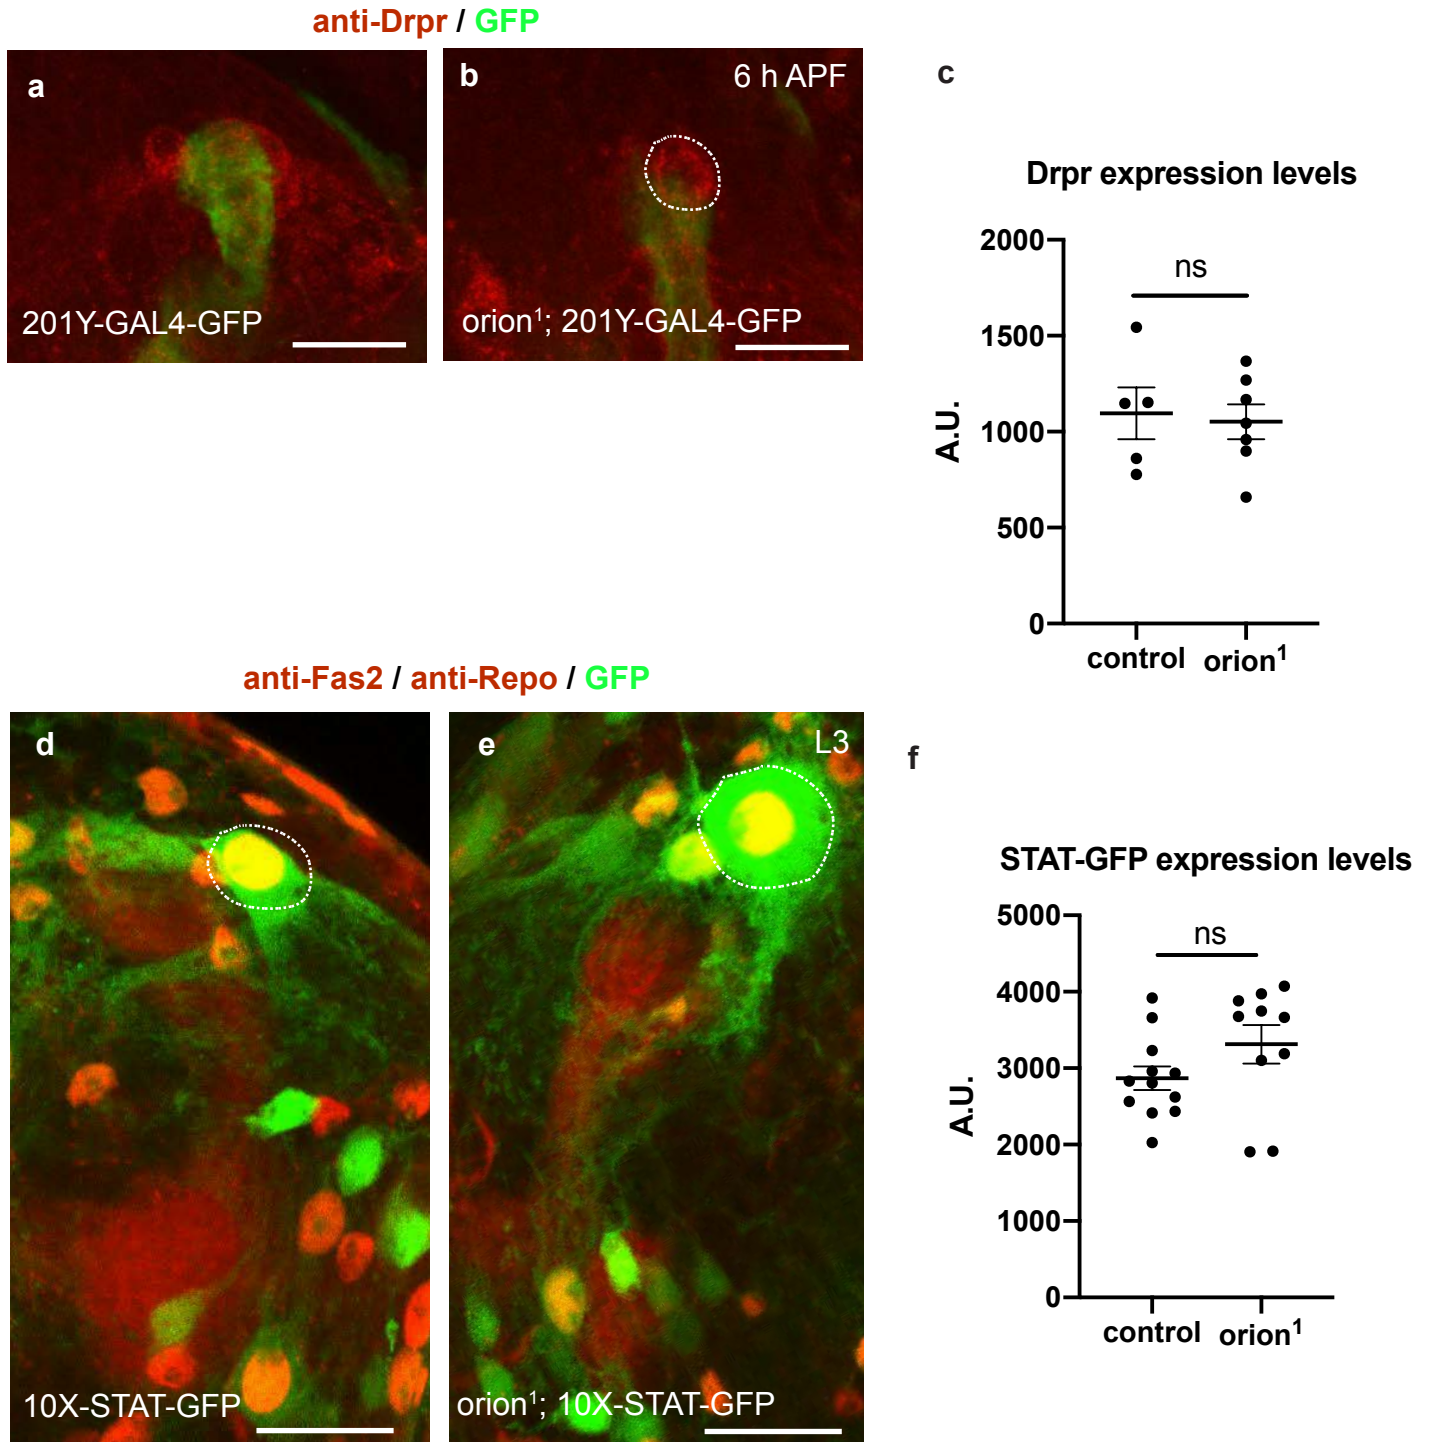 anti-Drpr / GFP
a
201Y-GAL4-GFP
b
6 h APF
orion¹; 201Y-GAL4-GFP
c
Drpr expression levels
2000
1500
1000
500
0
A.U.
ns
control
orion¹
anti-Fas2 / anti-Repo / GFP
d
10X-STAT-GFP
e
L3
orion¹; 10X-STAT-GFP
f
STAT-GFP expression levels
5000
4000
3000
2000
1000
0
A.U.
ns
control
orion¹